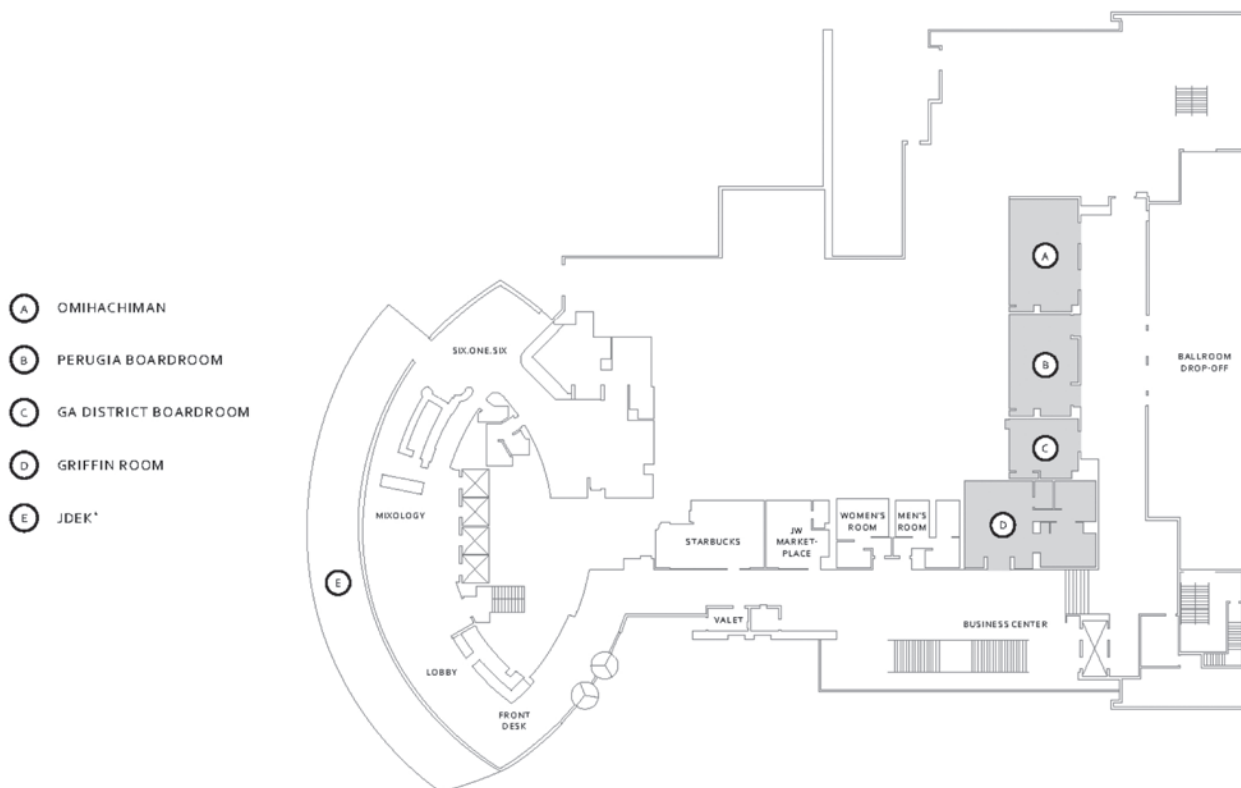 A OMIHACHIMAN
B PERUGIA BOARDROOM
C GA DISTRICT BOARDROOM
D GRIFFIN ROOM
E JDEK*
SIX.ONE.SIX
MIXOLOGY
E
LOBBY
FRONT
DESK
STARBUCKS
JW
MARKET-
PLACE
WOMEN'S
ROOM
MEN'S
ROOM
VALET
BUSINESS CENTER
A
B
C
D
BALLROOM
DROP-OFF